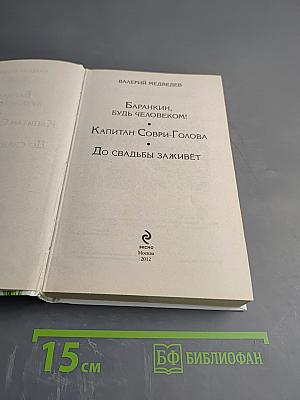 ВАЛЕРИЙ МЕДВЕДЕВ
БАРАНКИН,
БУДЬ ЧЕЛОВЕКОМ!
•
КАПИТАН СОВРИ-ГОЛОВА
•
ДО СВАДЬБЫ ЗАЖИВЁТ
ЭКСМО
Москва
2012
15 см
БФ БИБЛИОФАН